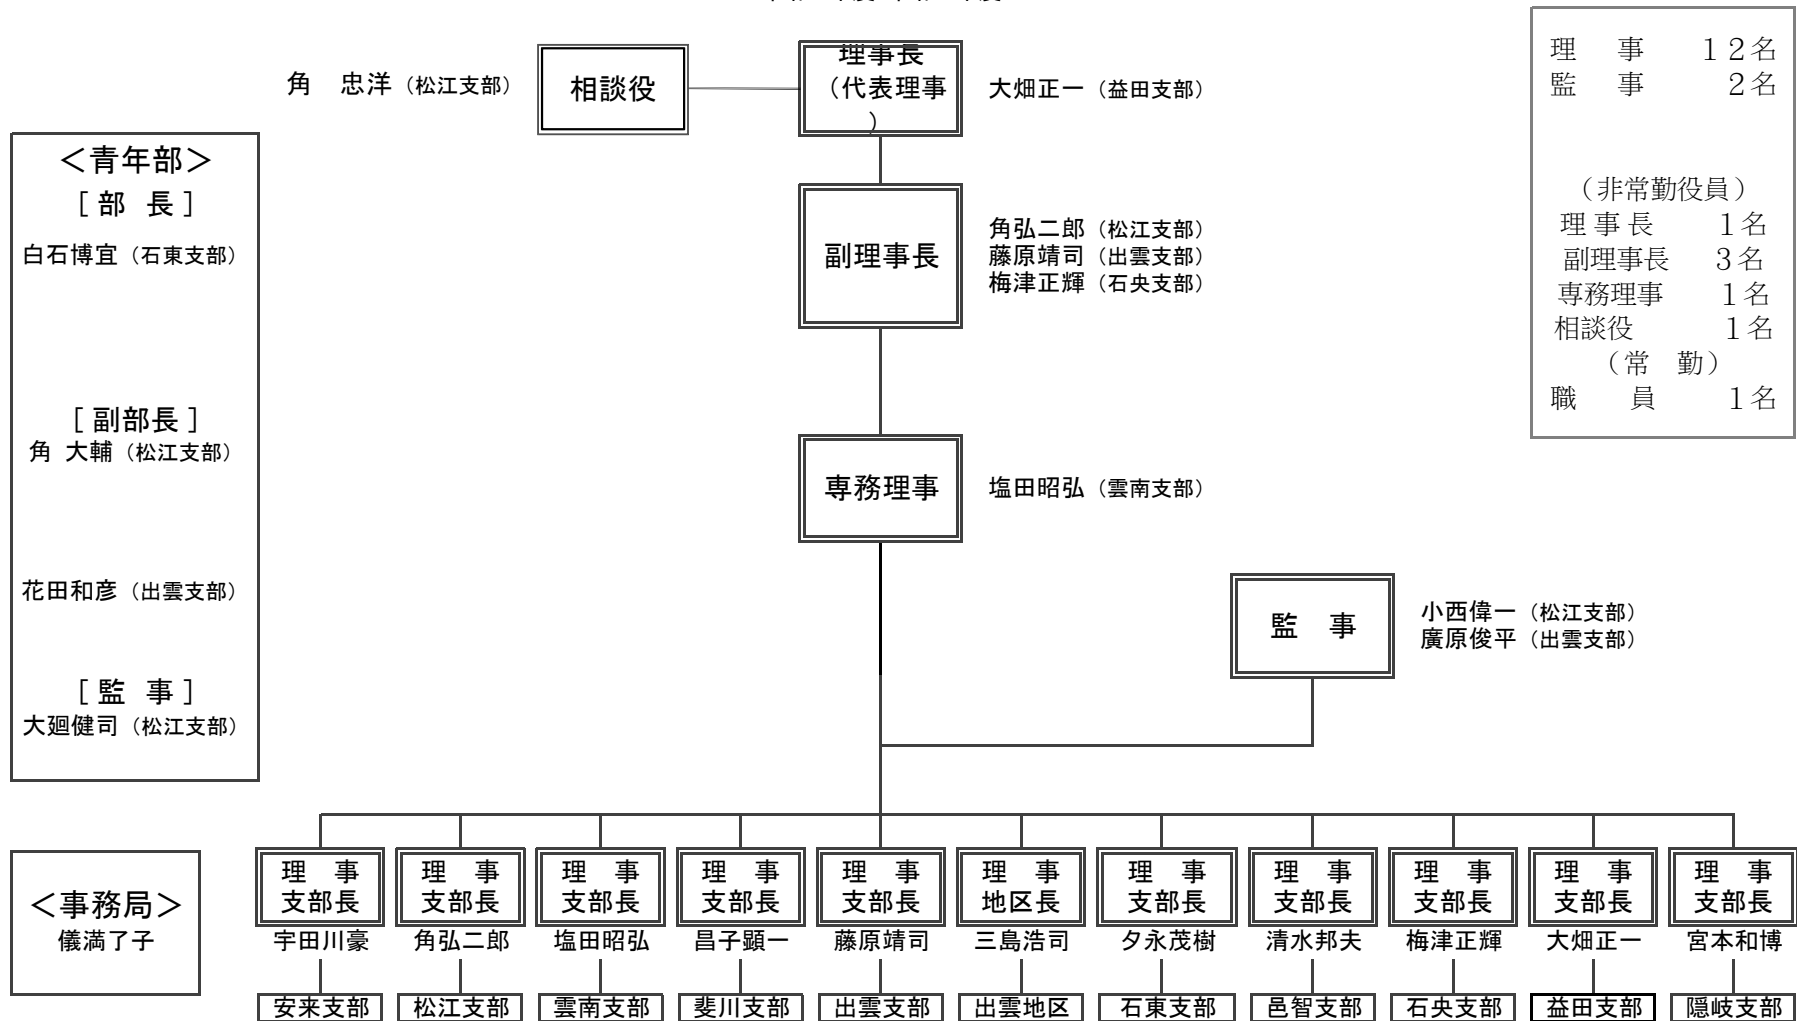 理事長
（代表理事
）
相談役
角　忠洋（松江支部）
大畑正一（益田支部）
理　事　１２名
監　事　２名
（非常勤役員）
理事長　１名
副理事長　３名
専務理事　１名
相談役　１名
（常　勤）
職　員　１名
＜青年部＞
［部 長］
白石博宜（石東支部）
［副部長］
角 大輔（松江支部）
花田和彦（出雲支部）
［監 事］
大廻健司（松江支部）
副理事長
角弘二郎（松江支部）
藤原靖司（出雲支部）
梅津正輝（石央支部）
専務理事
塩田昭弘（雲南支部）
監　事
小西偉一（松江支部）
廣原俊平（出雲支部）
＜事務局＞
儀満了子
理　事
支部長
宇田川豪
安来支部
理　事
支部長
角弘二郎
松江支部
理　事
支部長
塩田昭弘
雲南支部
理　事
支部長
昌子顕一
斐川支部
理　事
支部長
藤原靖司
出雲支部
理　事
地区長
三島浩司
出雲地区
理　事
支部長
夕永茂樹
石東支部
理　事
支部長
清水邦夫
邑智支部
理　事
支部長
梅津正輝
石央支部
理　事
支部長
大畑正一
益田支部
理　事
支部長
宮本和博
隠岐支部